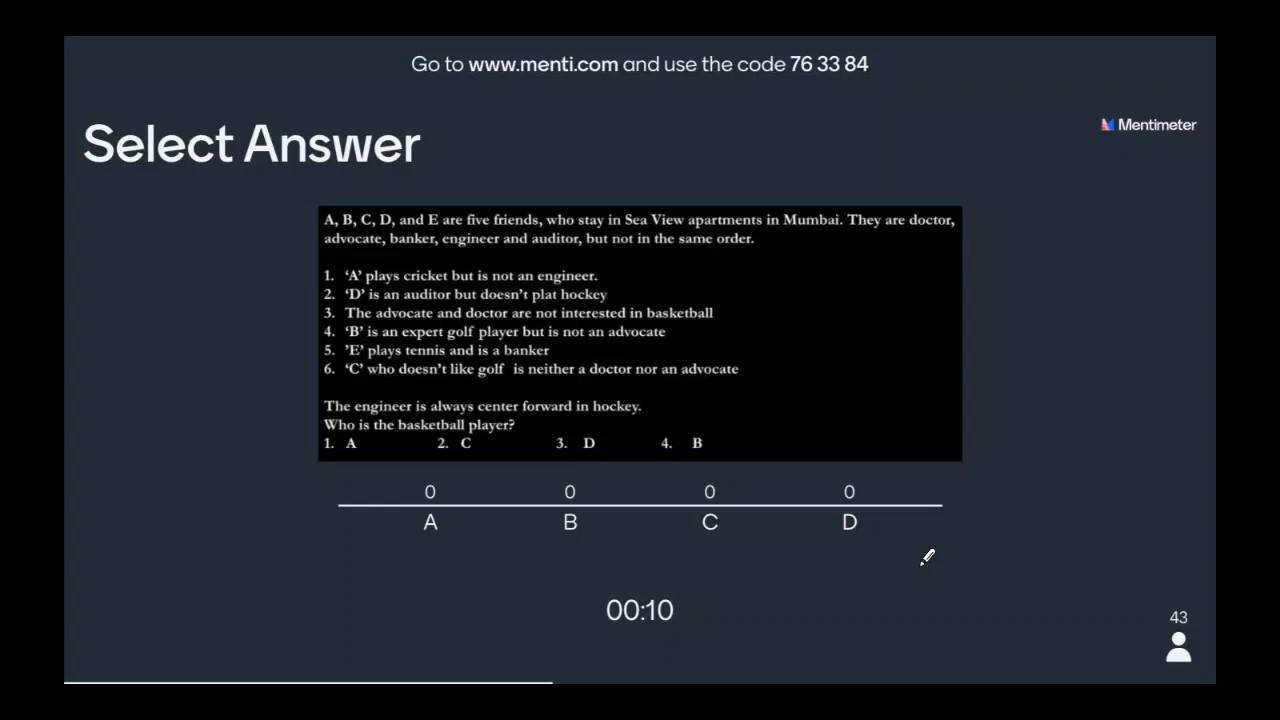 Go to www.menti.com and use the code 76 33 84
Select Answer
Mentimeter
A, B, C, D, and E are five friends, who stay in Sea View apartments in Mumbai. They are doctor,
advocate, banker, engineer and auditor, but not in the same order.
1. ‘A’ plays cricket but is not an engineer.
2. ‘D’ is an auditor but doesn’t plat hockey
3. The advocate and doctor are not interested in basketball
4. ‘B’ is an expert golf player but is not an advocate
5. ’E’ plays tennis and is a banker
6. ‘C’ who doesn’t like golf is neither a doctor nor an advocate
The engineer is always center forward in hockey.
Who is the basketball player?
1. A 2. C 3. D 4. B
0 0 0 0
A B C D
00:10
43